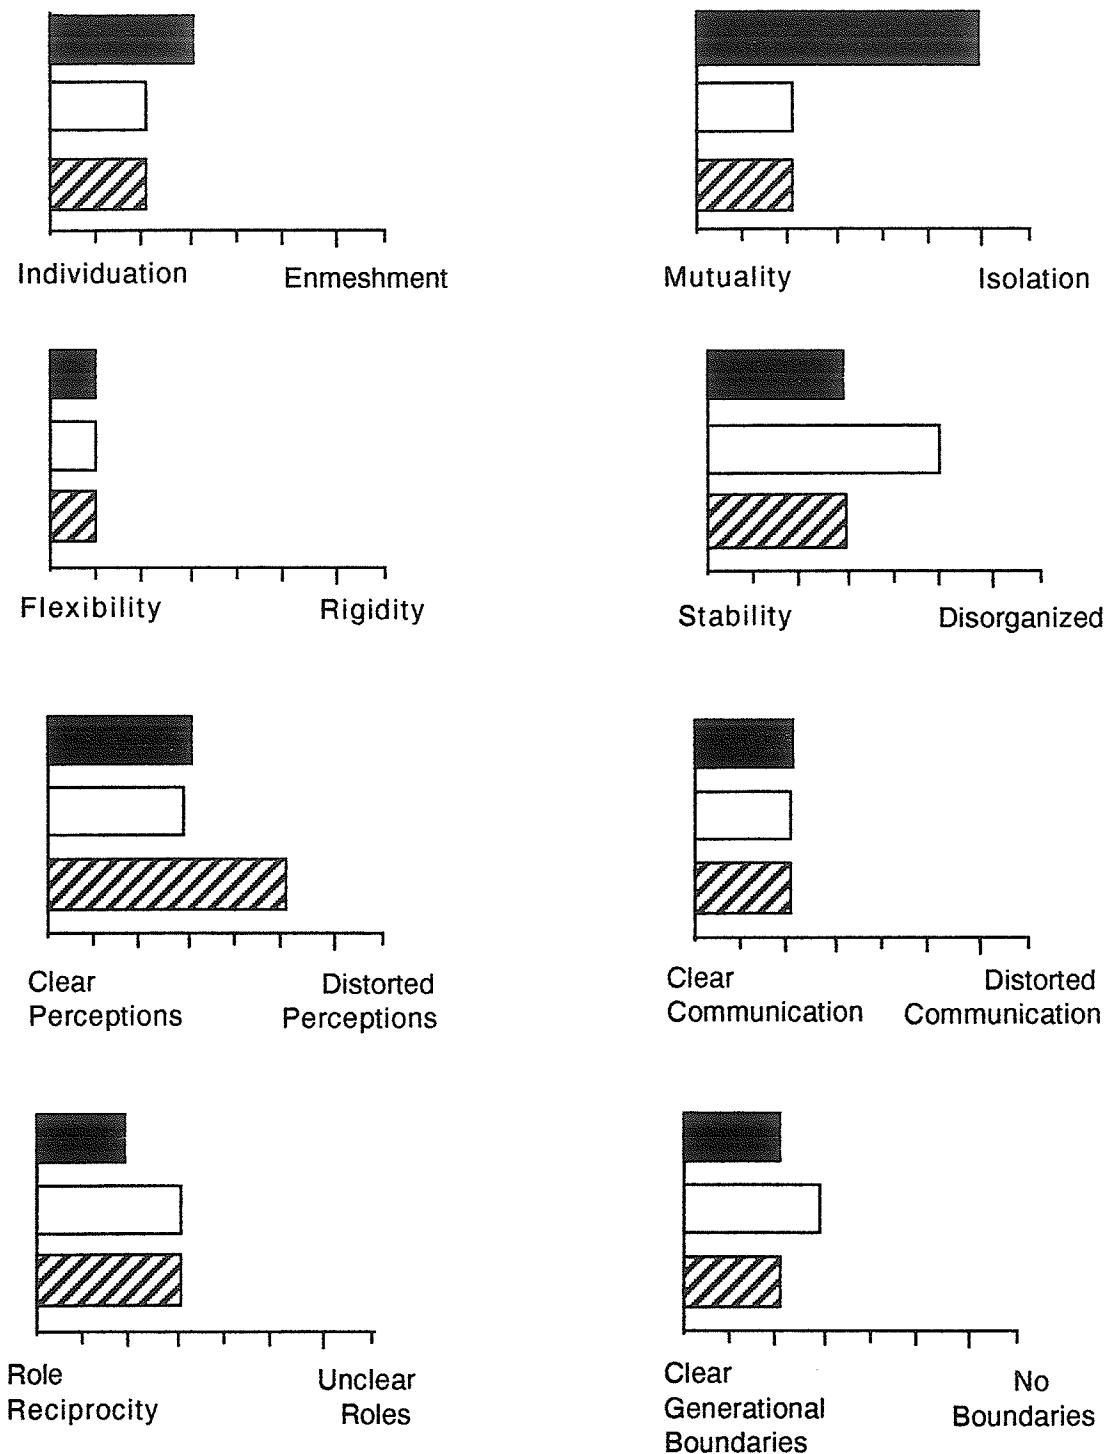 Individuation
Enmeshment
Mutuality
Isolation
Flexibility
Rigidity
Stability
Disorganized
Clear
Perceptions
Distorted
Perceptions
Clear
Communication
Distorted
Communication
Role
Reciprocity
Unclear
Roles
Clear
Generational
Boundaries
No
Boundaries